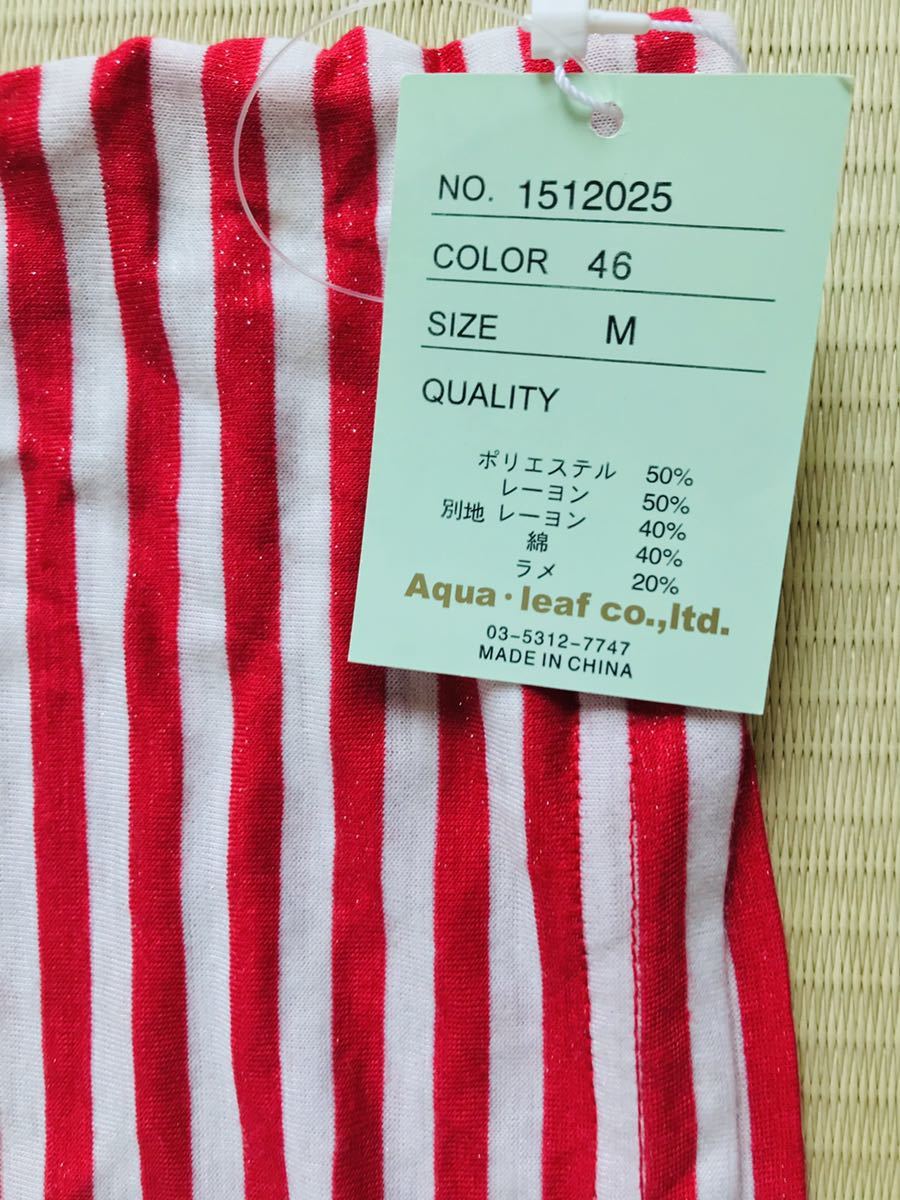 NO. 1512025
COLOR 46
SIZE M
QUALITY
ポリエステル 50%
レーヨン 50%
別地 レーヨン 40%
綿 40%
ラメ 20%
Aqua・leaf co.,ltd.
03-5312-7747
MADE IN CHINA